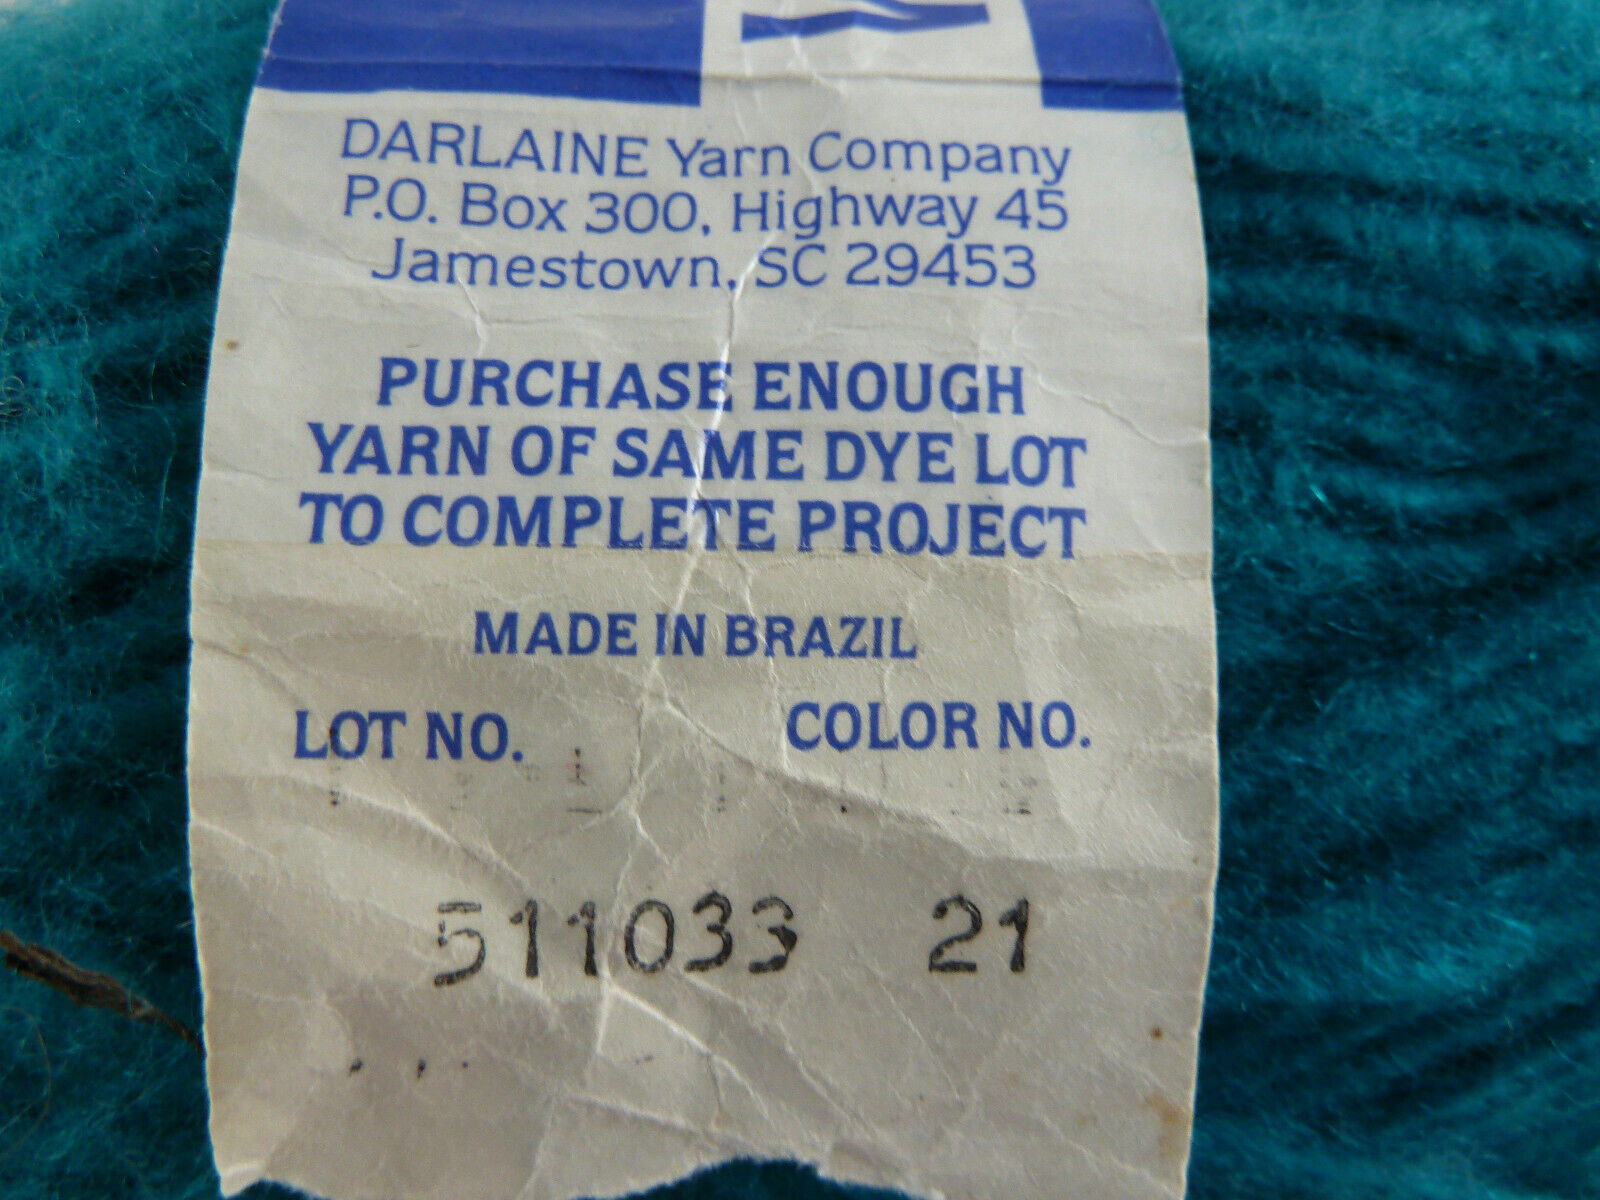 DARLAINE Yarn Company
P.O. Box 300, Highway 45
Jamestown, SC 29453
PURCHASE ENOUGH
YARN OF SAME DYE LOT
TO COMPLETE PROJECT
MADE IN BRAZIL
LOT NO. COLOR NO.
511033 21